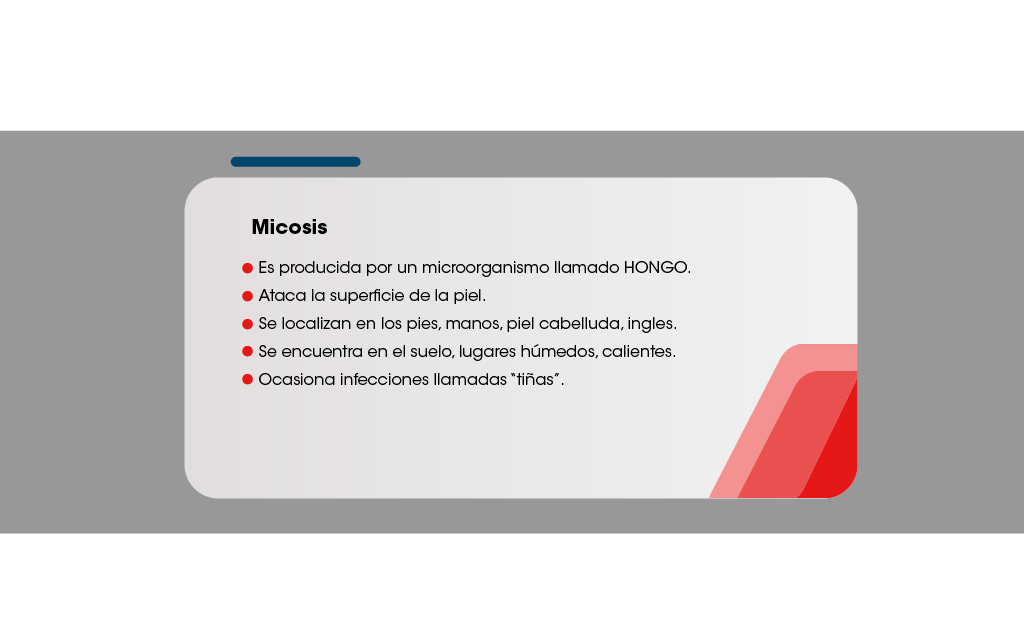 Micosis
Es producida por un microorganismo llamado HONGO.
Ataca la superficie de la piel.
Se localizan en los pies, manos, piel cabelluda, ingles.
Se encuentra en el suelo, lugares húmedos, calientes.
Ocasiona infecciones llamadas “tiñas”.